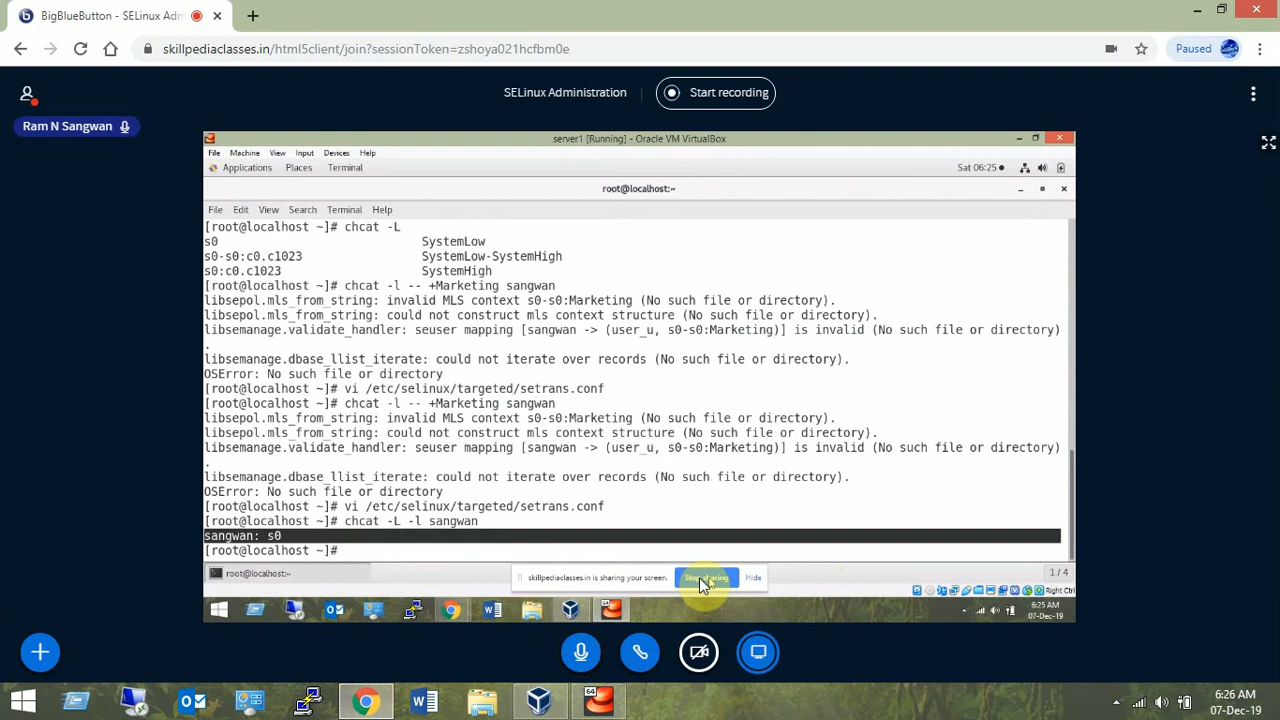 BigBlueButton - SELinux Adm
skillpediaclasses.in/html5client/join?sessionToken=zshoya021hcfbm0e
Paused
SELinux Administration
Start recording
Ram N Sangwan
server1 [Running] - Oracle VM VirtualBox
File Machine View Input Devices Help
Applications Places Terminal
Sat 06:25
root@localhost:~
File Edit View Search Terminal Help
[root@localhost ~]# chcat -L
s0 SystemLow
s0-s0:c0.c1023 SystemLow-SystemHigh
s0:c0.c1023 SystemHigh
[root@localhost ~]# chcat -l -- +Marketing sangwan
libsepol.mls_from_string: invalid MLS context s0-s0:Marketing (No such file or directory).
libsepol.mls_from_string: could not construct mls context structure (No such file or directory).
libsemanage.validate_handler: seuser mapping [sangwan -> (user_u, s0-s0:Marketing)] is invalid (No such file or directory)
.
libsemanage.dbase_llist_iterate: could not iterate over records (No such file or directory).
OSError: No such file or directory
[root@localhost ~]# vi /etc/selinux/targeted/setrans.conf
[root@localhost ~]# chcat -l -- +Marketing sangwan
libsepol.mls_from_string: invalid MLS context s0-s0:Marketing (No such file or directory).
libsepol.mls_from_string: could not construct mls context structure (No such file or directory).
libsemanage.validate_handler: seuser mapping [sangwan -> (user_u, s0-s0:Marketing)] is invalid (No such file or directory)
.
libsemanage.dbase_llist_iterate: could not iterate over records (No such file or directory).
OSError: No such file or directory
[root@localhost ~]# vi /etc/selinux/targeted/setrans.conf
[root@localhost ~]# chcat -L -l sangwan
sangwan: s0
[root@localhost ~]#
root@localhost:~
skillpediaclasses.in is sharing your screen.
Stop sharing
Hide
1 / 4
Right Ctrl
6:25 AM
07-Dec-19
64
6:26 AM
07-Dec-19